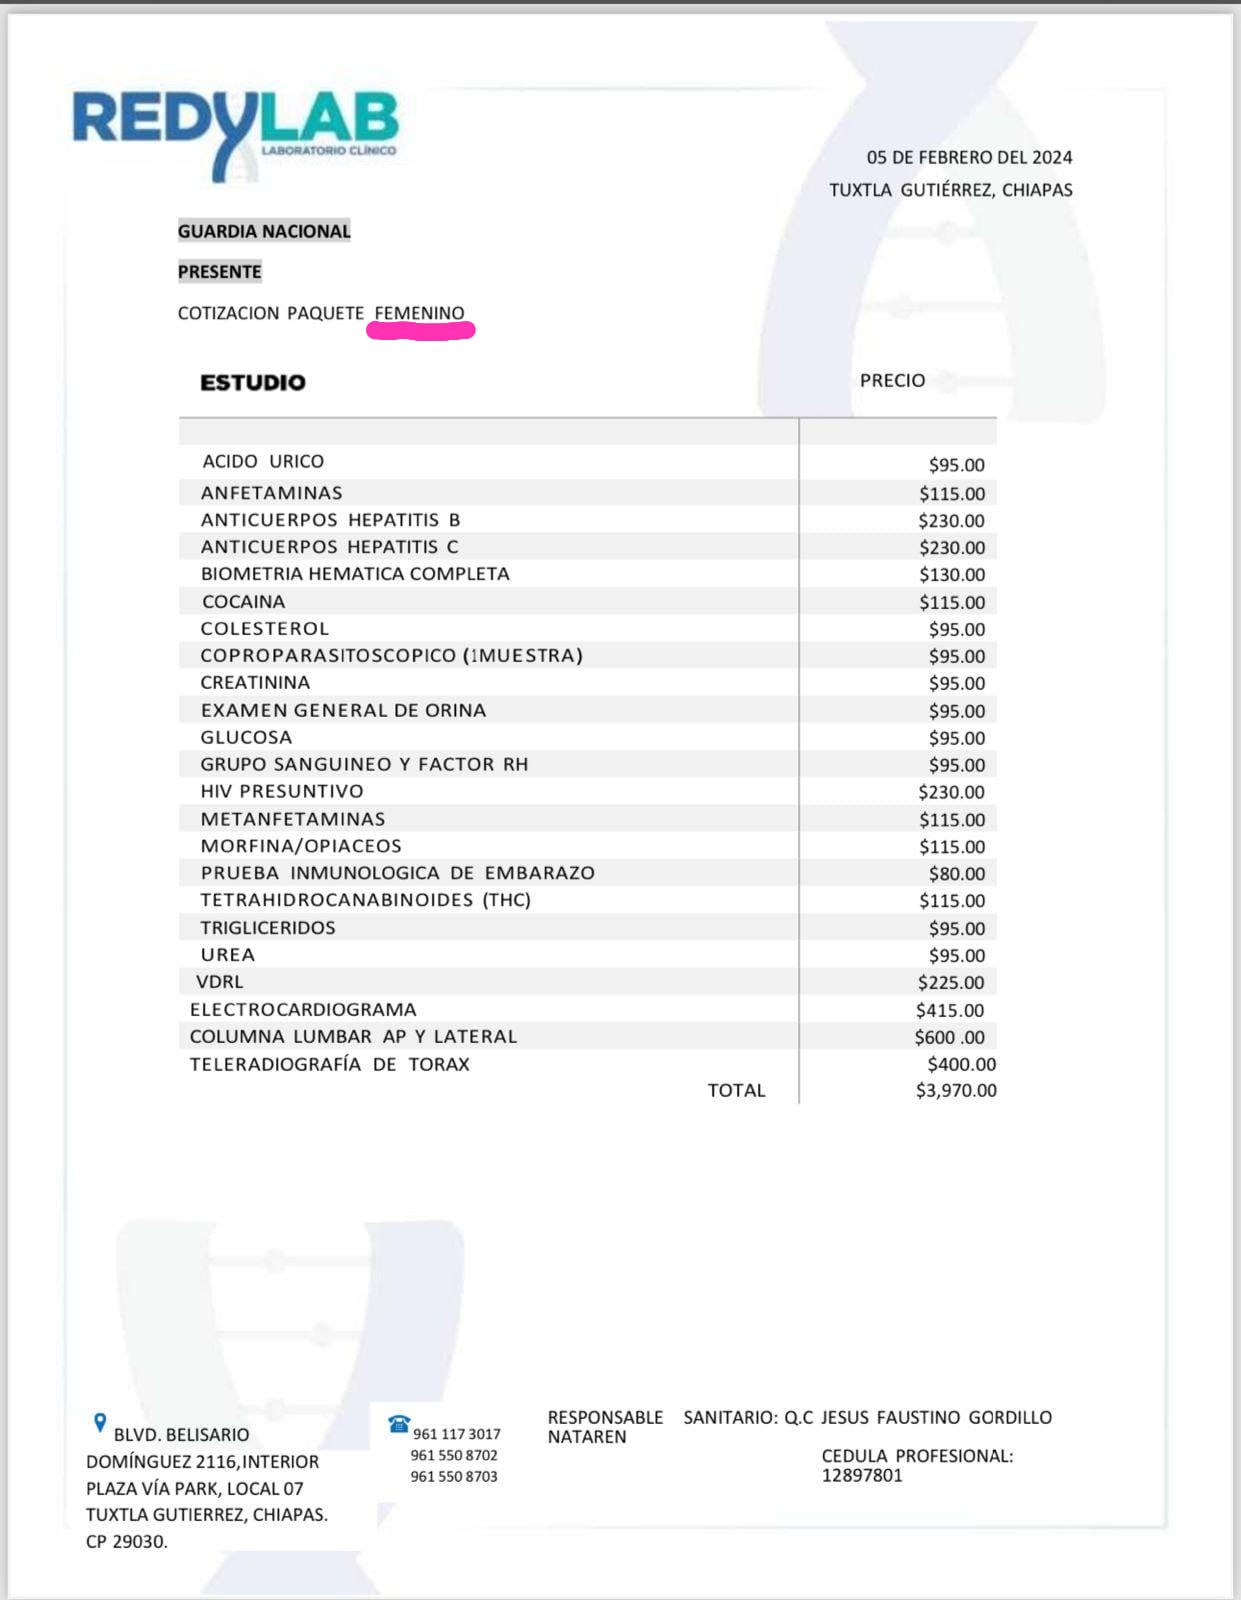 REDYLAB
LABORATORIO CLÍNICO
05 DE FEBRERO DEL 2024
TUXTLA GUTIÉRREZ, CHIAPAS
GUARDIA NACIONAL
PRESENTE
COTIZACION PAQUETE FEMENINO
ESTUDIO PRECIO
ACIDO URICO $95.00
ANFETAMINAS $115.00
ANTICUERPOS HEPATITIS B $230.00
ANTICUERPOS HEPATITIS C $230.00
BIOMETRIA HEMATICA COMPLETA $130.00
COCAINA $115.00
COLESTEROL $95.00
COPROPARASITOSCOPICO (1MUESTRA) $95.00
CREATININA $95.00
EXAMEN GENERAL DE ORINA $95.00
GLUCOSA $95.00
GRUPO SANGUINEO Y FACTOR RH $95.00
HIV PRESUNTIVO $230.00
METANFETAMINAS $115.00
MORFINA/OPIACEOS $115.00
PRUEBA INMUNOLOGICA DE EMBARAZO $80.00
TETRAHIDROCANABINOIDES (THC) $115.00
TRIGLICERIDOS $95.00
UREA $95.00
VDRL $225.00
ELECTROCARDIOGRAMA $415.00
COLUMNA LUMBAR AP Y LATERAL $600 .00
TELERADIOGRAFÍA DE TORAX $400.00
TOTAL $3,970.00
BLVD. BELISARIO
DOMÍNGUEZ 2116,INTERIOR
PLAZA VÍA PARK, LOCAL 07
TUXTLA GUTIERREZ, CHIAPAS.
CP 29030.
961 117 3017
961 550 8702
961 550 8703
RESPONSABLE SANITARIO: Q.C JESUS FAUSTINO GORDILLO
NATAREN
CEDULA PROFESIONAL:
12897801